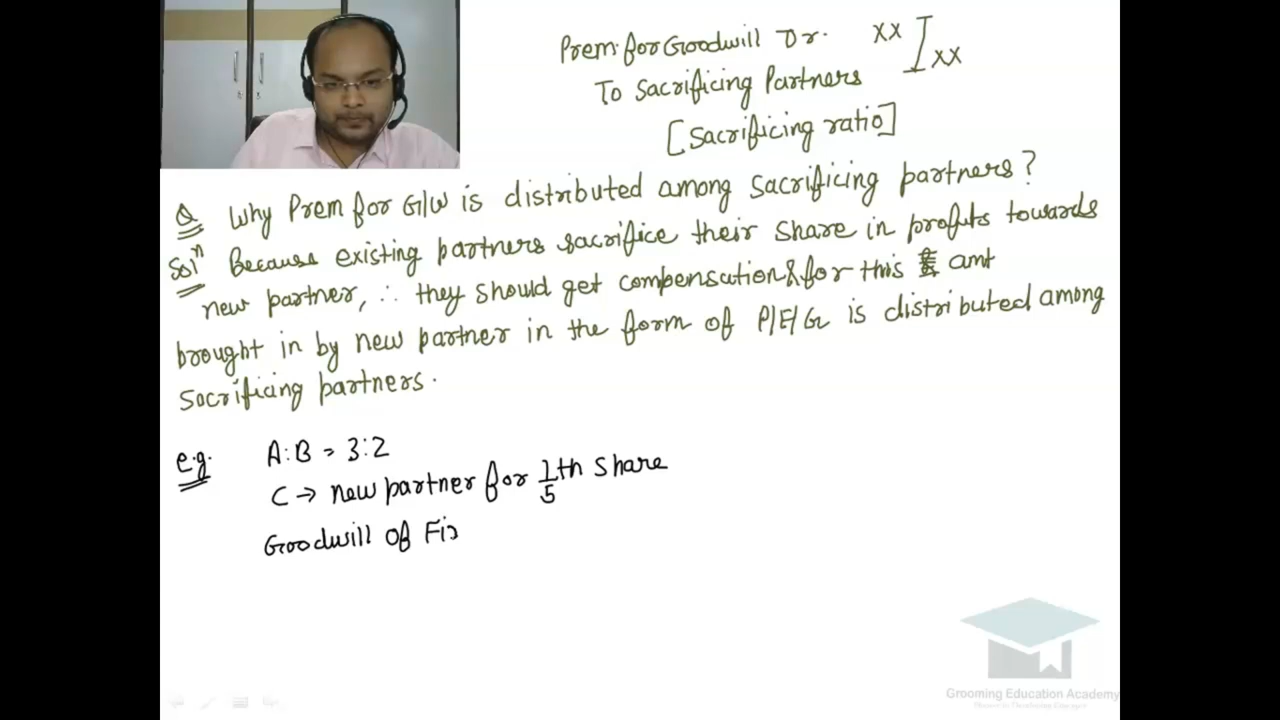 Prem. for Goodwill Dr. xx
To Sacrificing Partners xx
[Sacrificing ratio]
Q Why Prem for G/W is distributed among sacrificing partners?
Solⁿ Because existing partners sacrifice their share in profits towards
new partner, ∴ they should get compensation & for this amt
brought in by new partner in the form of P/F/G is distributed among
sacrificing partners.
e.g. A:B = 3:2
C → New partner for 1/5th share
Goodwill of Fi
Grooming Education Academy